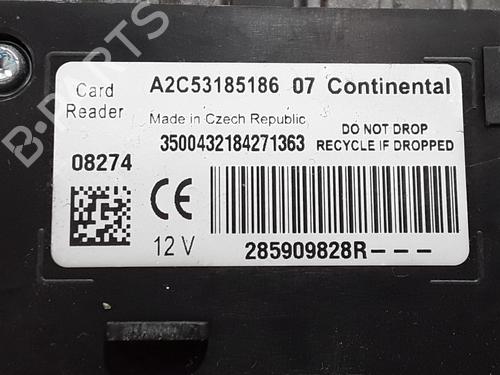 B-PARTS
Card Reader
A2C53185186 07 Continental
Made in Czech Republic
3500432184271363
DO NOT DROP
RECYCLE IF DROPPED
08274
CE
12 V
285909828R---